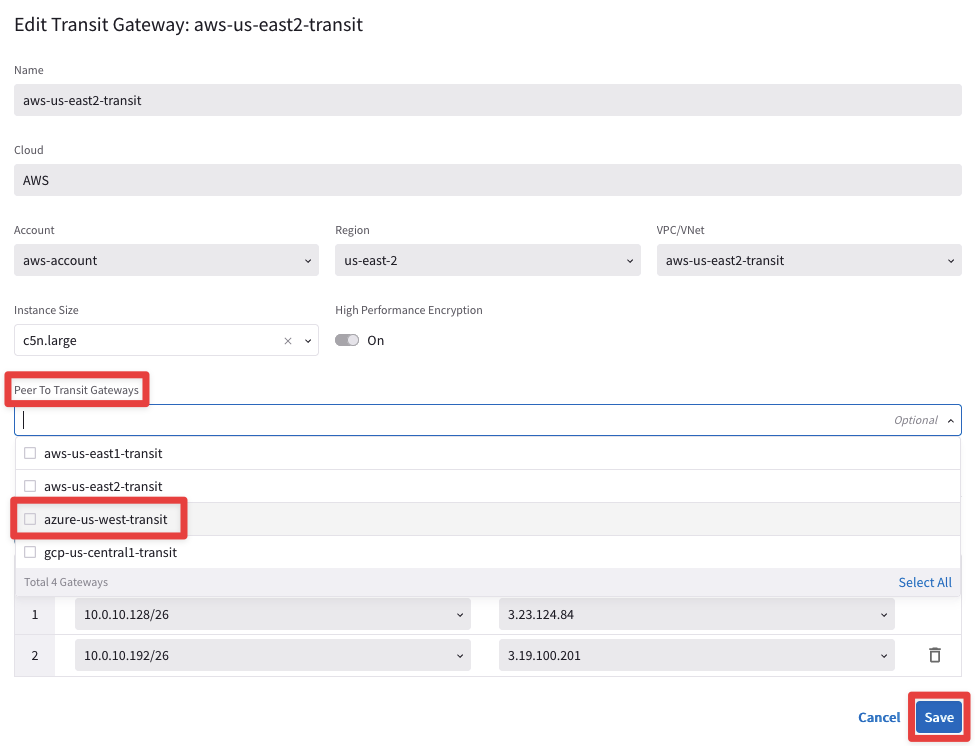 Edit Transit Gateway: aws-us-east2-transit
Name
aws-us-east2-transit
Cloud
AWS
Account Region VPC/VNet
aws-account us-east-2 aws-us-east2-transit
Instance Size High Performance Encryption
c5n.large On
Peer To Transit Gateways
Optional
aws-us-east1-transit
aws-us-east2-transit
azure-us-west-transit
gcp-us-central1-transit
Total 4 Gateways Select All
1 10.0.10.128/26 3.23.124.84
2 10.0.10.192/26 3.19.100.201
Cancel Save